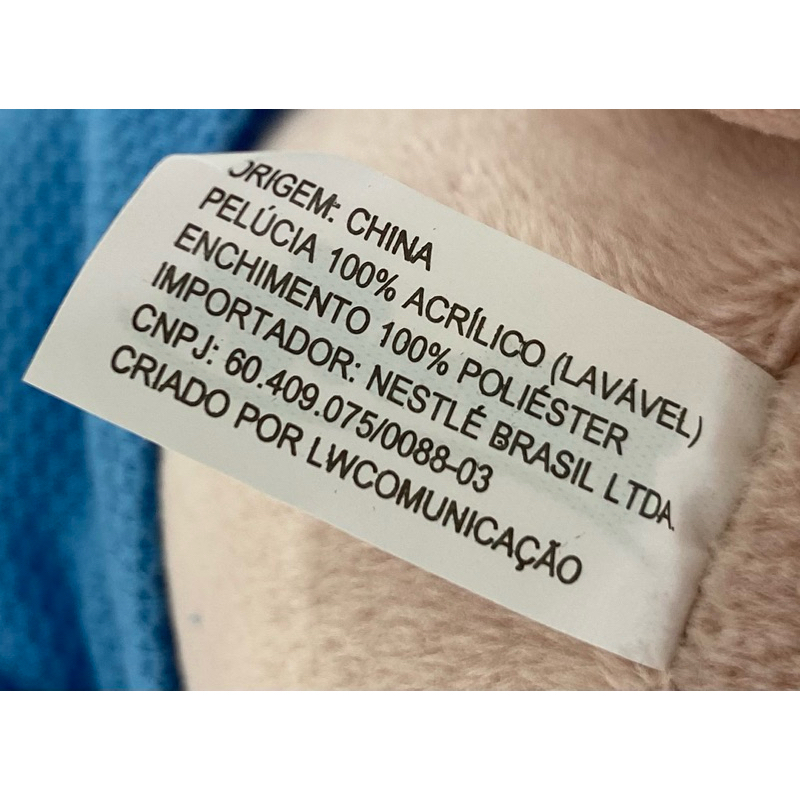 ORIGEM: CHINA
PELÚCIA 100% ACRÍLICO (LAVÁVEL)
ENCHIMENTO 100% POLIÉSTER
IMPORTADOR: NESTLÉ BRASIL LTDA.
CNPJ: 60.409.075/0088-03
CRIADO POR LWCOMUNICAÇÃO